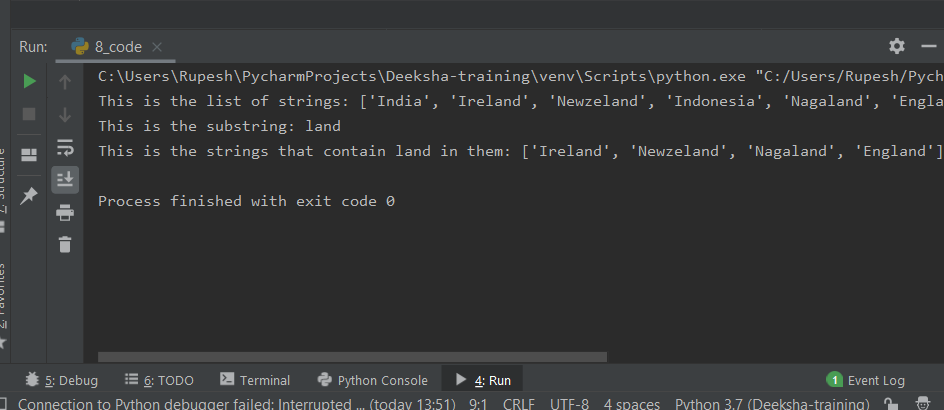 Run: 8_code
C:\Users\Rupesh\PycharmProjects\Deeksha-training\venv\Scripts\python.exe "C:/Users/Rupesh/Pych
This is the list of strings: ['India', 'Ireland', 'Newzeland', 'Indonesia', 'Nagaland', 'Engla
This is the substring: land
This is the strings that contain land in them: ['Ireland', 'Newzeland', 'Nagaland', 'England']
Process finished with exit code 0
Z: Structure
2: Favorites
5: Debug 6: TODO Terminal Python Console 4: Run 1 Event Log
Connection to Python debugger failed: Interrupted ... (today 13:51) 9:1 CRLF UTF-8 4 spaces Python 3.7 (Deeksha-training)